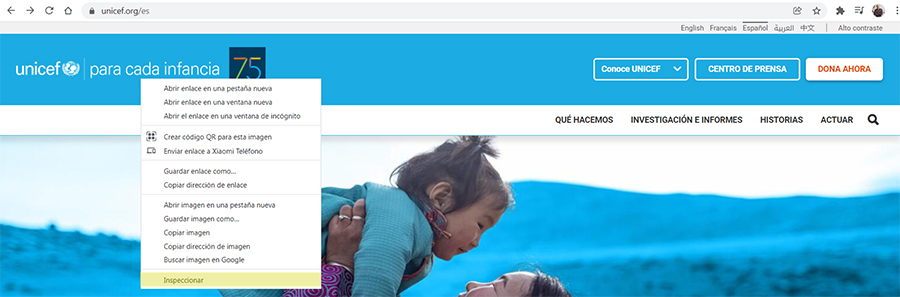 unicef.org/es
English Français Español العربية 中文 | Alto contraste
unicef | para cada infancia 75
Conoce UNICEF CENTRO DE PRENSA DONA AHORA
QUÉ HACEMOS INVESTIGACIÓN E INFORMES HISTORIAS ACTUAR
Abrir enlace en una pestaña nueva
Abrir enlace en una ventana nueva
Abrir el enlace en una ventana de incógnito
Crear código QR para esta imagen
Enviar enlace a Xiaomi Teléfono
Guardar enlace como...
Copiar dirección de enlace
Abrir imagen en una pestaña nueva
Guardar imagen como...
Copiar imagen
Copiar dirección de imagen
Buscar imagen en Google
Inspeccionar